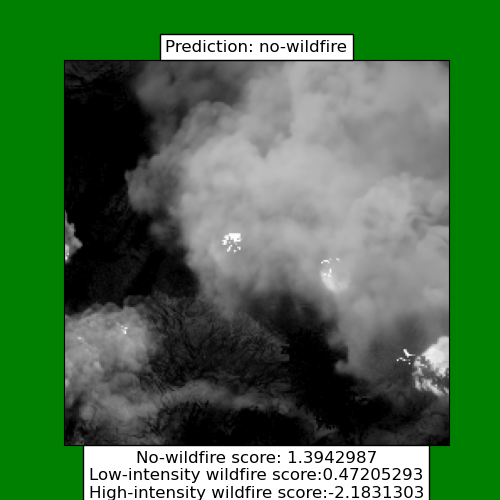 Prediction: no-wildfire
No-wildfire score: 1.3942987
Low-intensity wildfire score:0.47205293
High-intensity wildfire score:-2.1831303